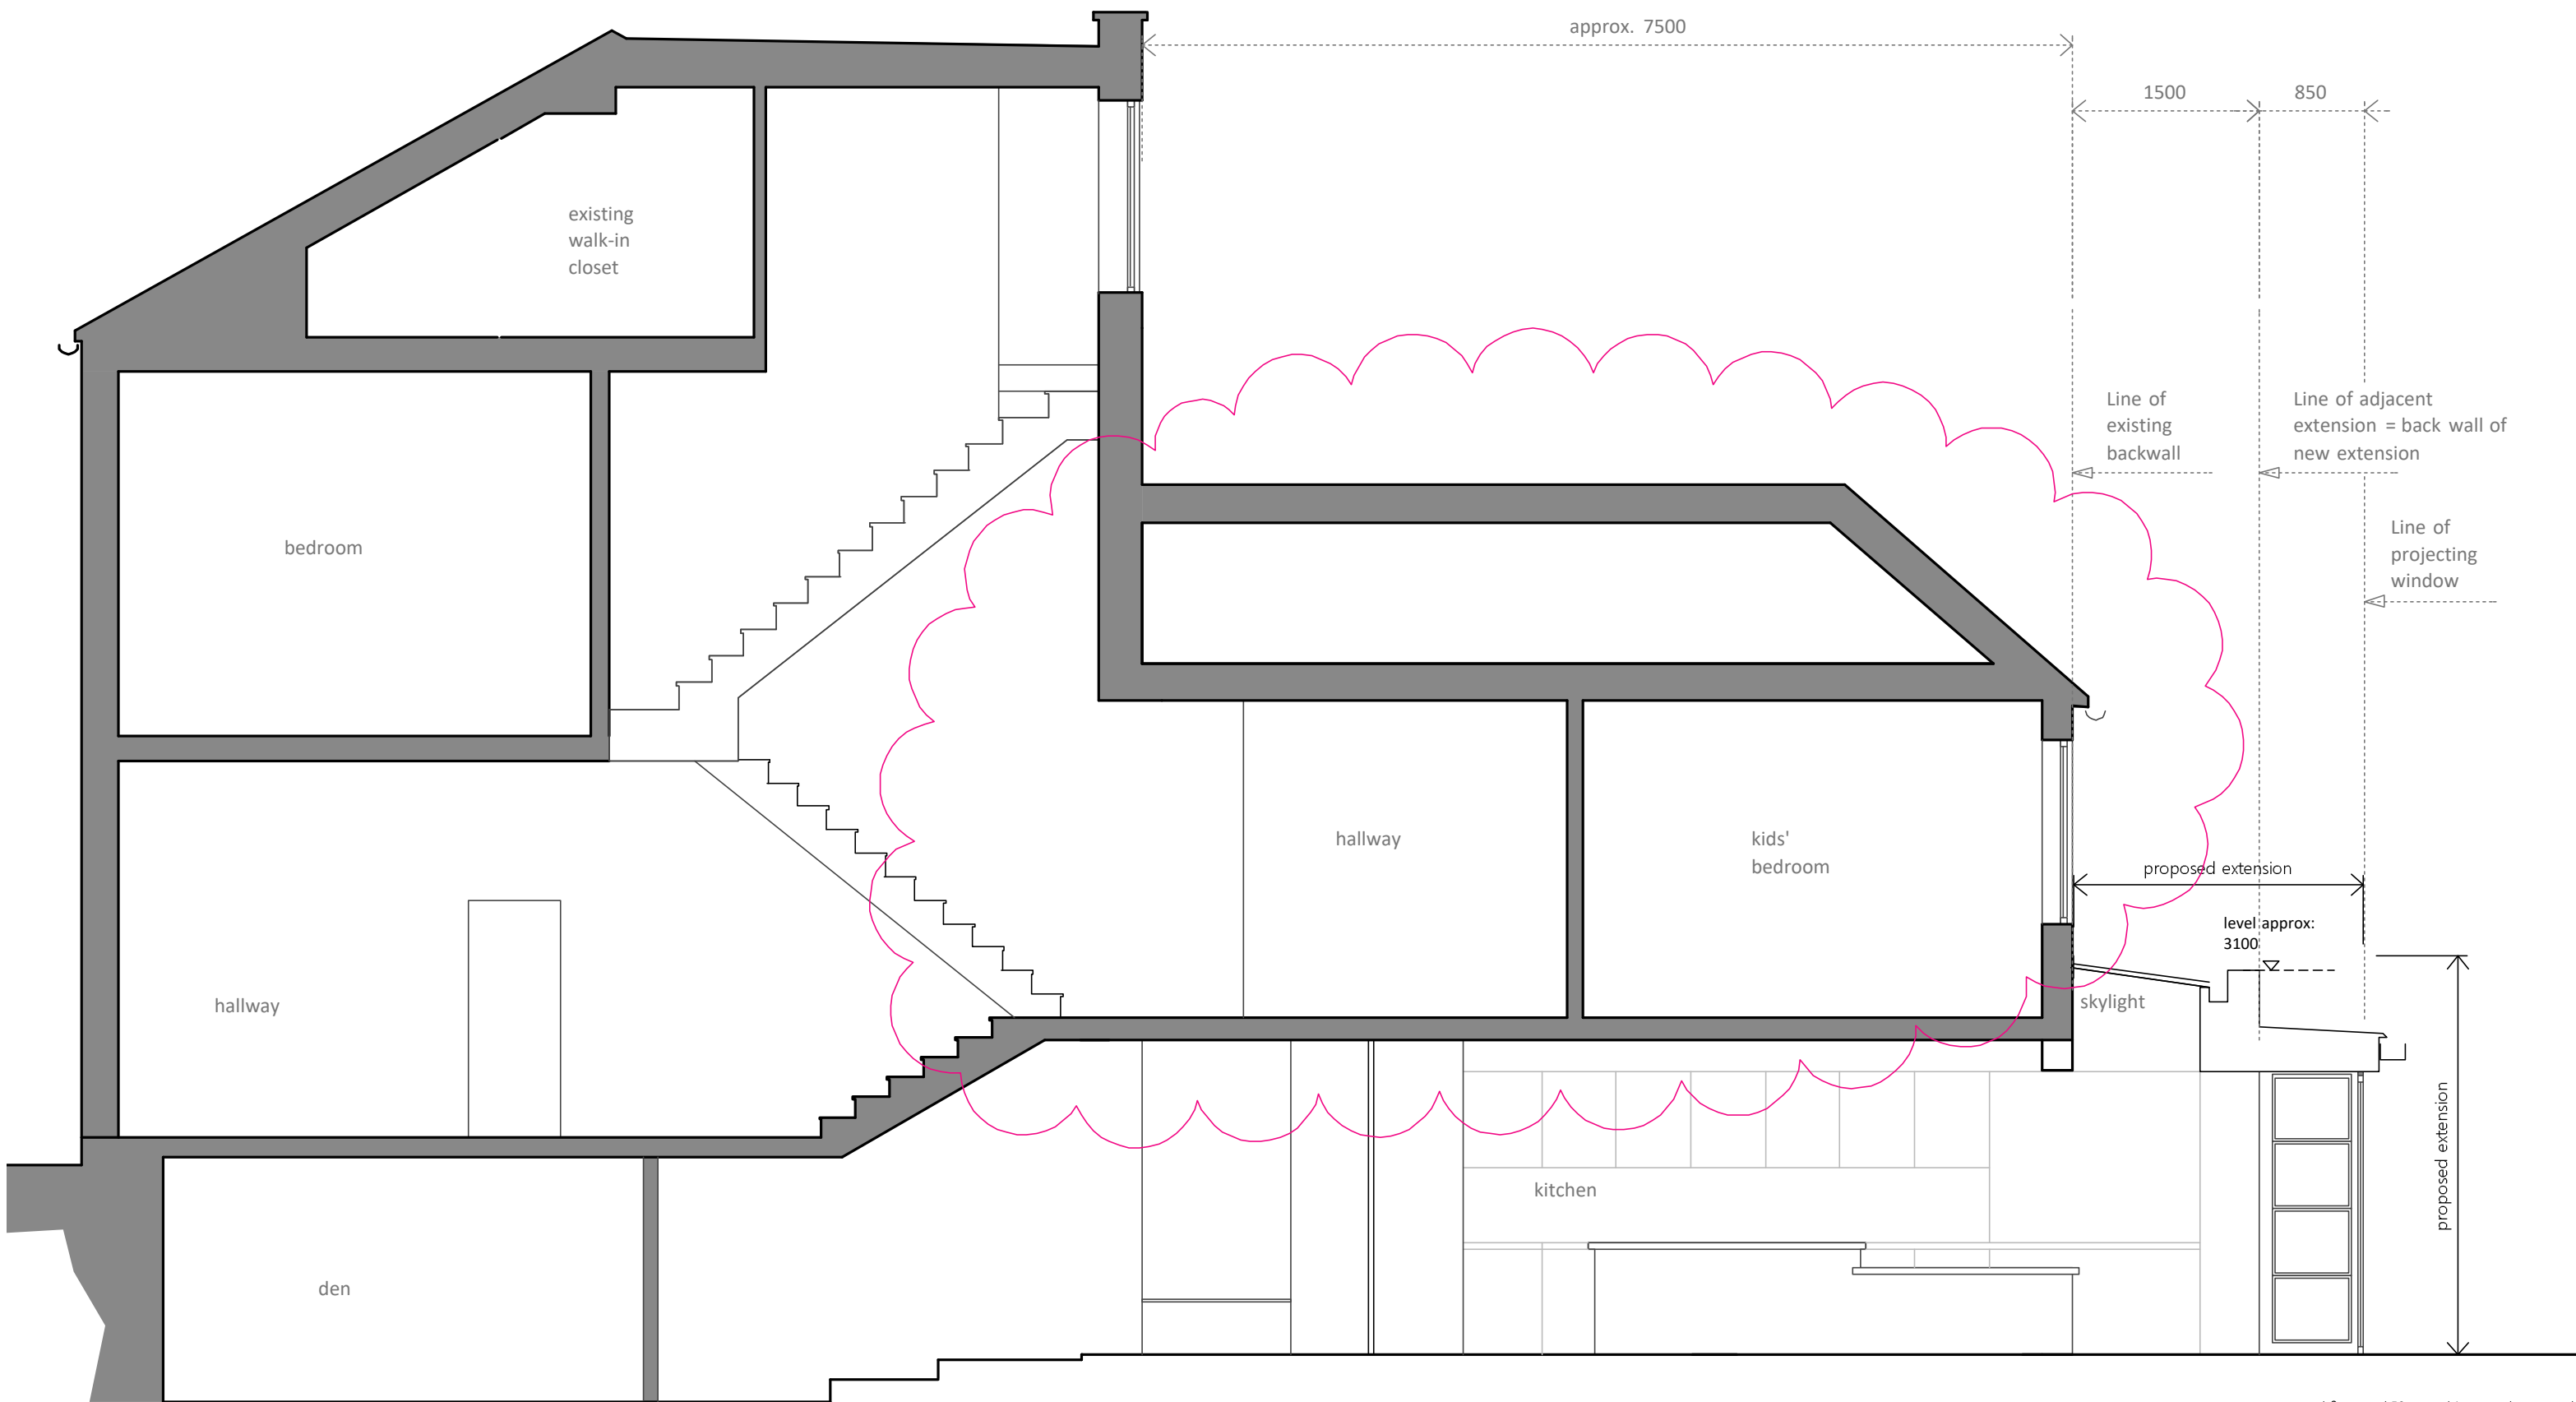 approx. 7500
1500
850
existing
walk-in
closet
Line of
existing
backwall
Line of adjacent
extension = back wall of
new extension
Line of
projecting
window
bedroom
hallway
kids'
bedroom
proposed extension
level approx:
3100
skylight
hallway
proposed extension
kitchen
den